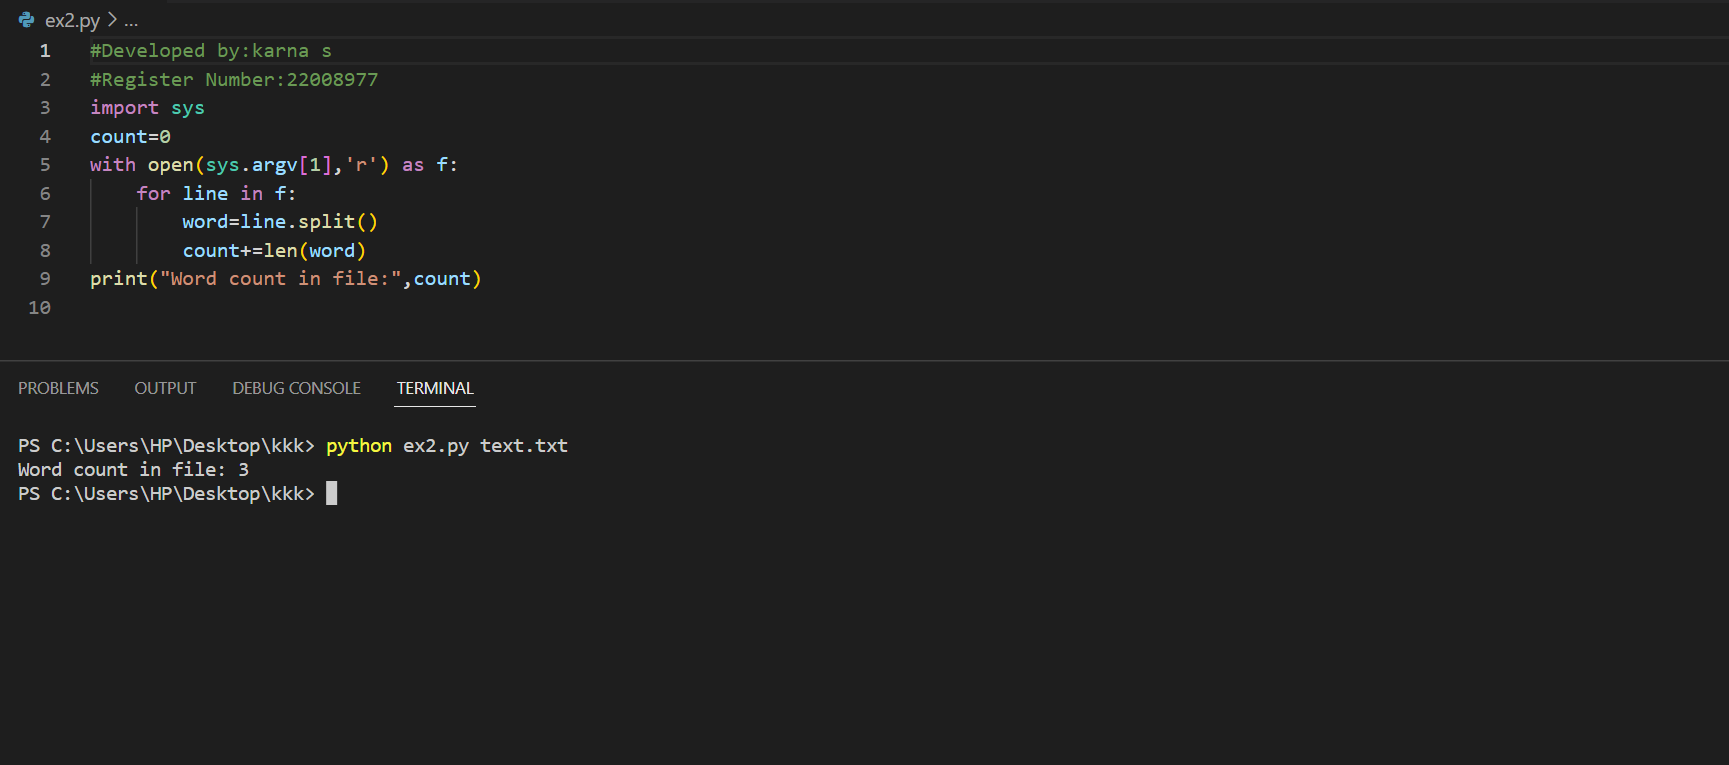 ex2.py > ...
1 #Developed by:karna s
2 #Register Number:22008977
3 import sys
4 count=0
5 with open(sys.argv[1],'r') as f:
6     for line in f:
7         word=line.split()
8         count+=len(word)
9 print("Word count in file:",count)
10
PROBLEMS OUTPUT DEBUG CONSOLE TERMINAL
PS C:\Users\HP\Desktop\kkk> python ex2.py text.txt
Word count in file: 3
PS C:\Users\HP\Desktop\kkk>